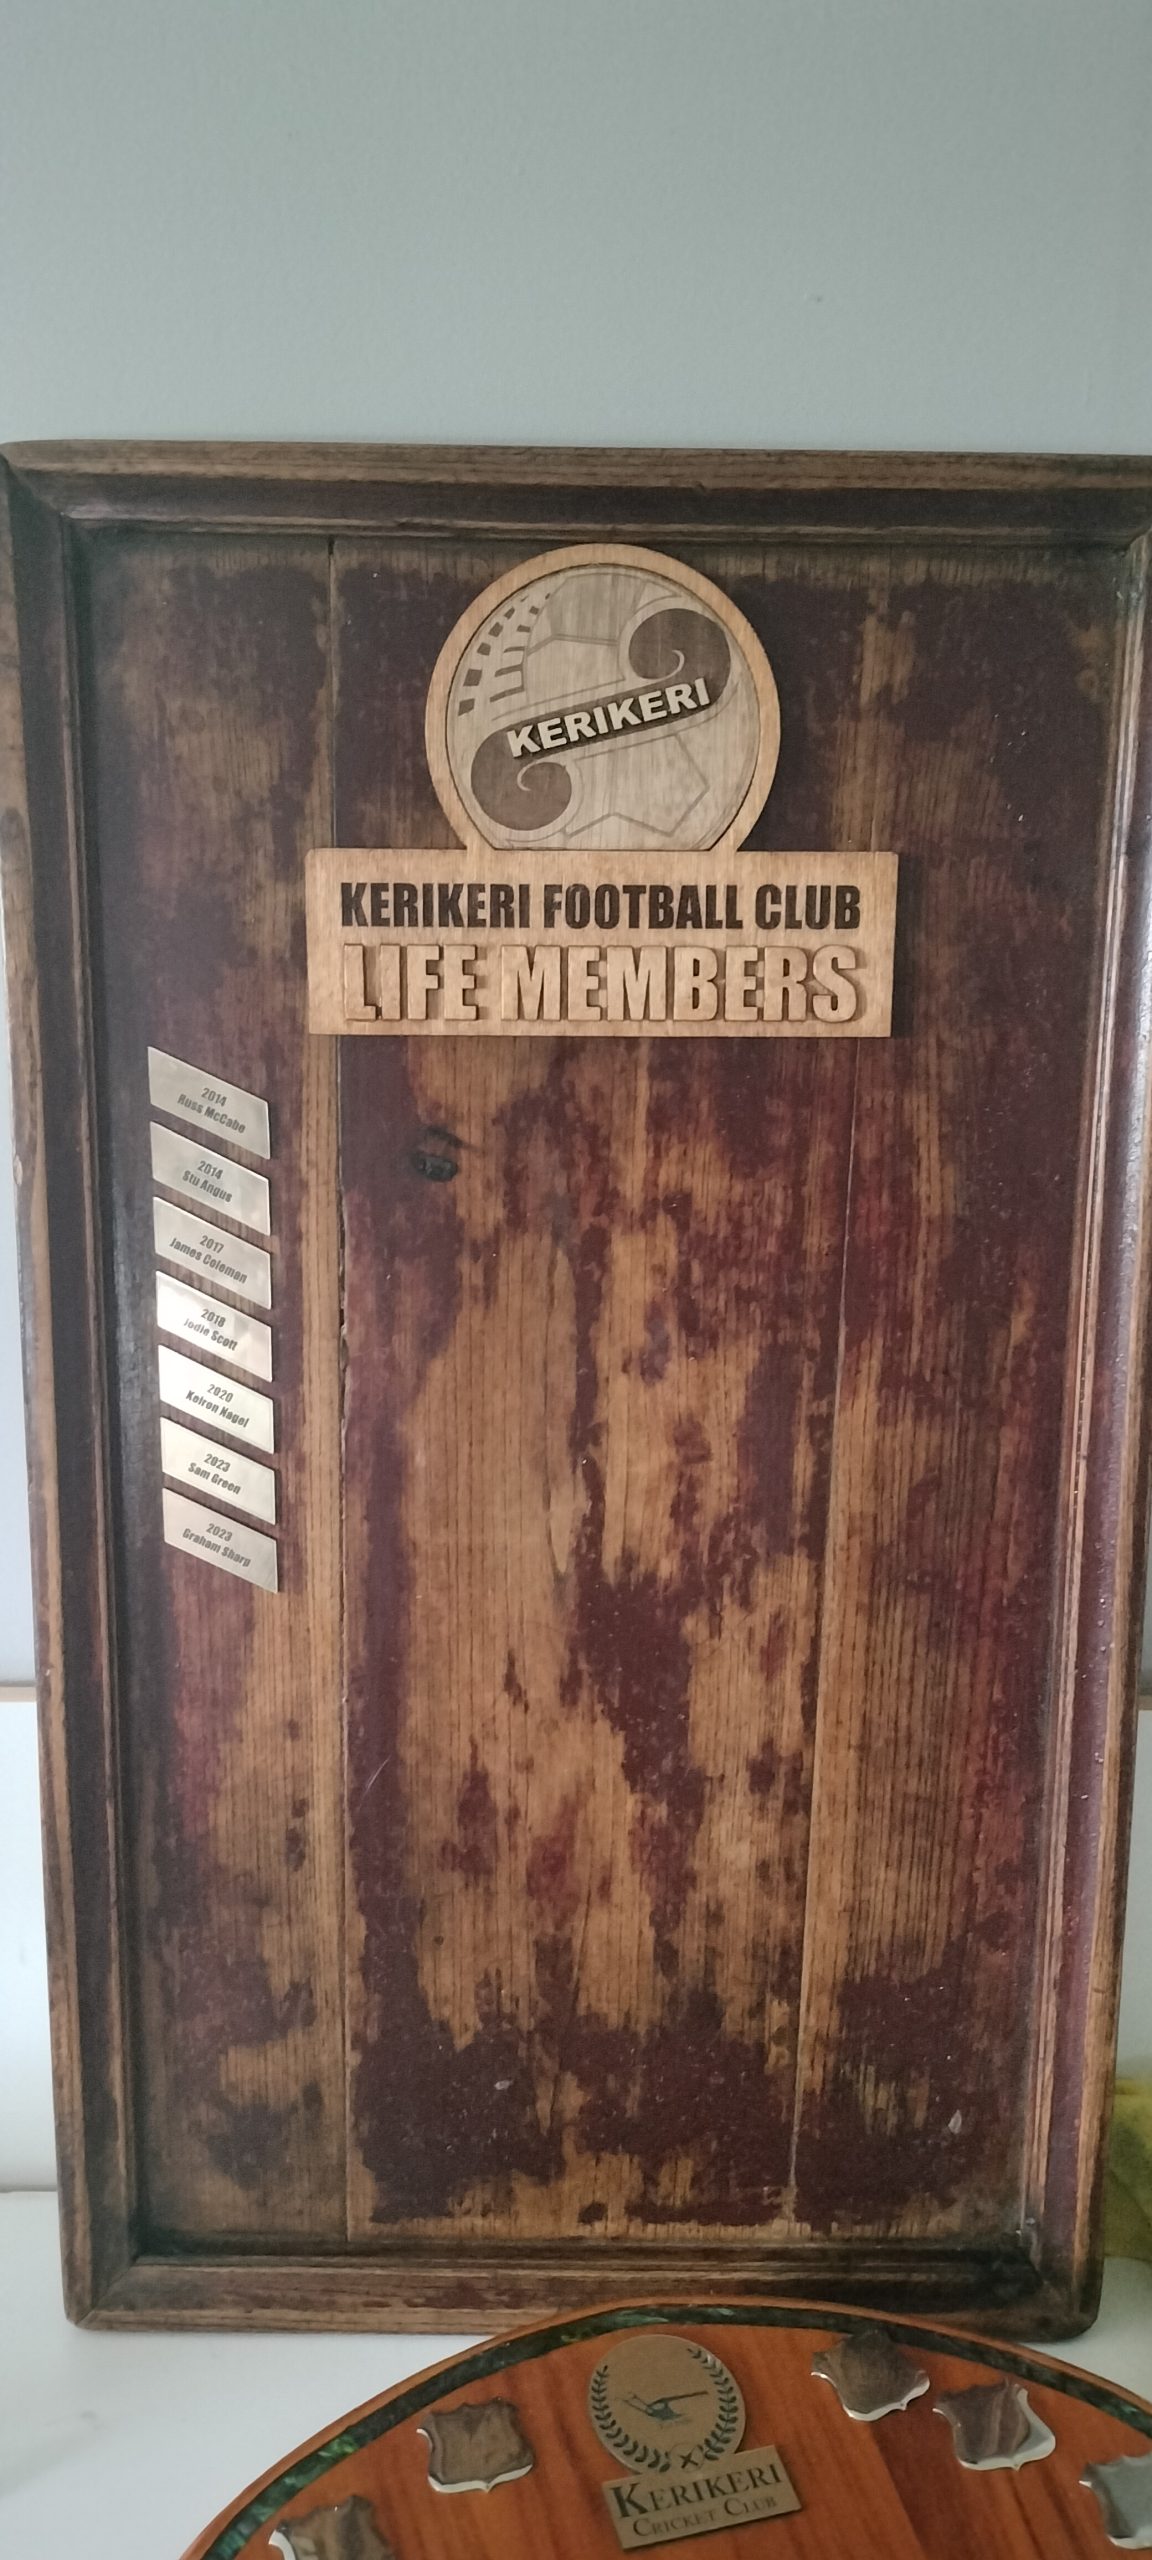 KERIKERI
KERIKERI FOOTBALL CLUB
LIFE MEMBERS
2014
Russ McCabe
2014
Stu Angus
2017
James Coleman
2018
Jodie Scott
2020
Keiron Nagel
2023
Sam Green
2023
Graham Sharp
KERIKERI
CRICKET CLUB